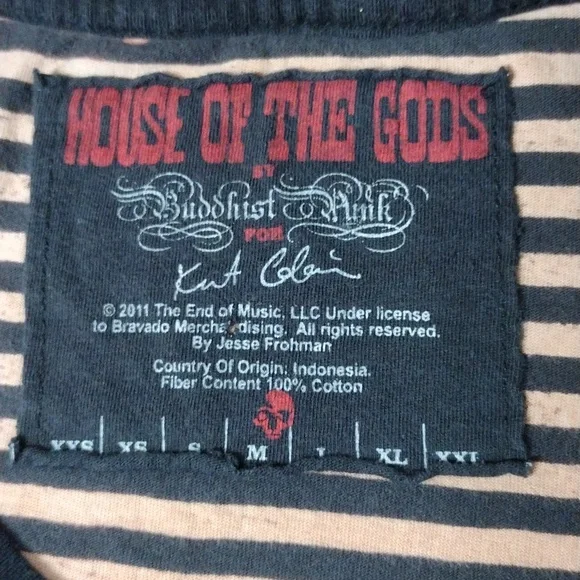 HOUSE OF THE GODS
BY
Buddhist Punk
FOR
Kurt Cobain
© 2011 The End of Music, LLC Under license
to Bravado Merchandising. All rights reserved.
By Jesse Frohman
Country Of Origin: Indonesia.
Fiber Content 100% Cotton
XXS | XS | S | M | L | XL | XXL